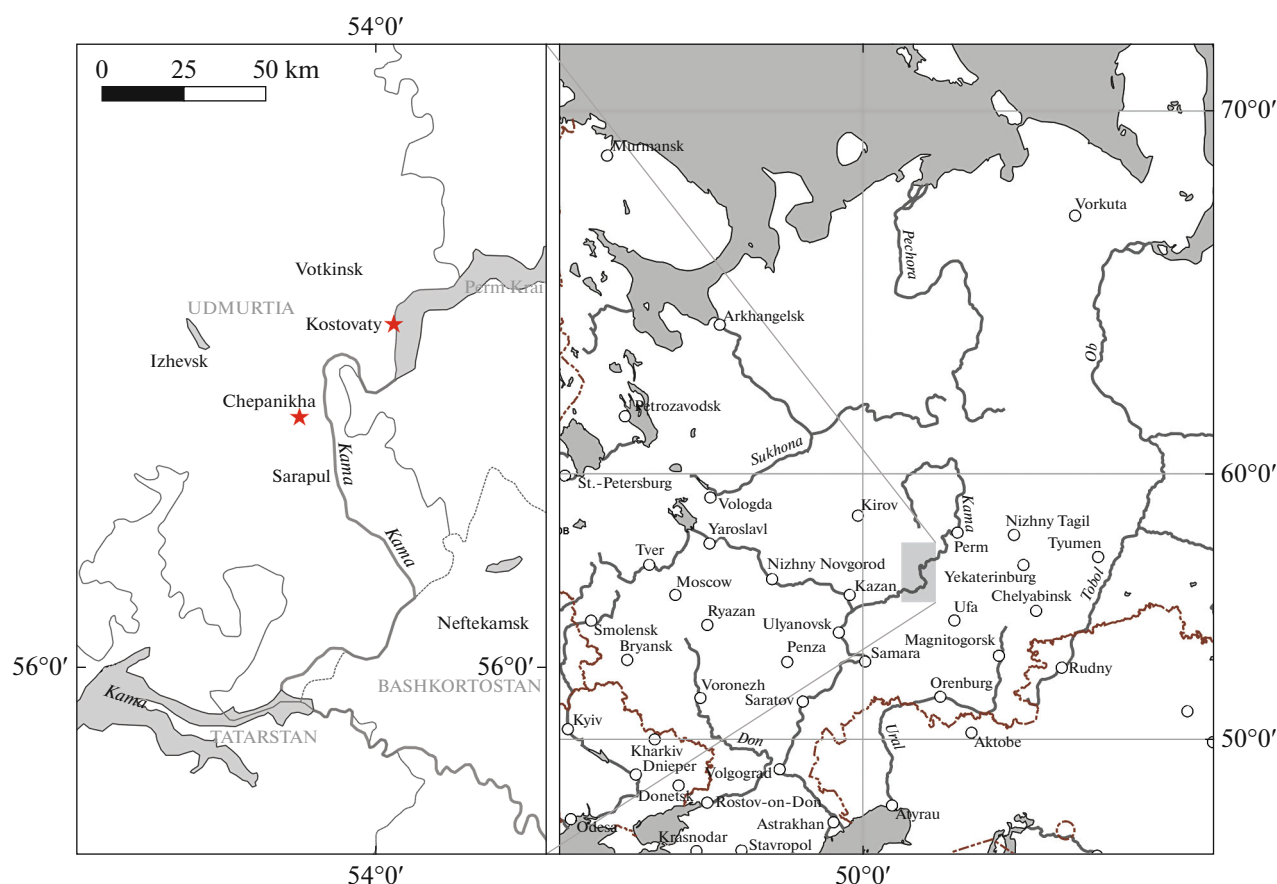 54°0′
0 25 50 km
Votkinsk
Perm Krai
UDMURTIA
Kostovaty
Izhevsk
Chepanikha
Kama
Sarapul
Kama
Neftekamsk
56°0′
56°0′
BASHKORTOSTAN
Kama
TATARSTAN
54°0′
70°0′
Murmansk
Vorkuta
Pechora
Arkhangelsk
Ob
Petrozavodsk
Sukhona
60°0′
St.-Petersburg
Vologda
Kirov
Kama
Nizhny Tagil
Yaroslavl
Perm
Tyumen
Tver
Nizhny Novgorod
Yekaterinburg
Moscow
Kazan
Chelyabinsk
Tobol
Ryazan
Ufa
Ulyanovsk
Smolensk
Magnitogorsk
Bryansk
Penza
Samara
Rudny
Voronezh
Orenburg
Saratov
Kyiv
Ural
Don
50°0′
Kharkiv
Aktobe
Dnieper
Volgograd
Donetsk
Rostov-on-Don
Odesa
Astrakhan
Atyrau
Krasnodar
Stavropol
50°0′